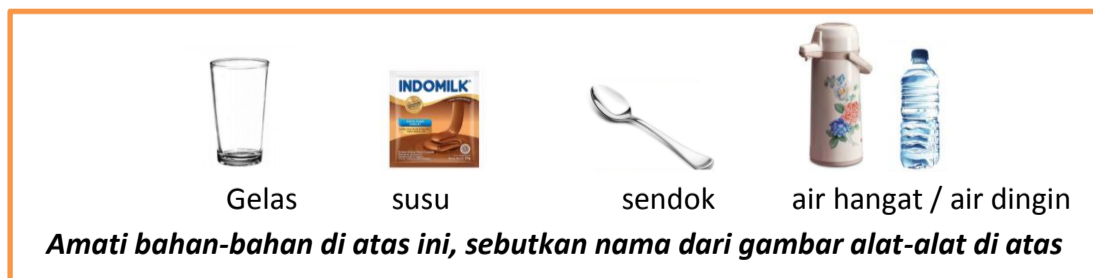 INDOMILK
Gelas susu sendok air hangat / air dingin
Amati bahan-bahan di atas ini, sebutkan nama dari gambar alat-alat di atas